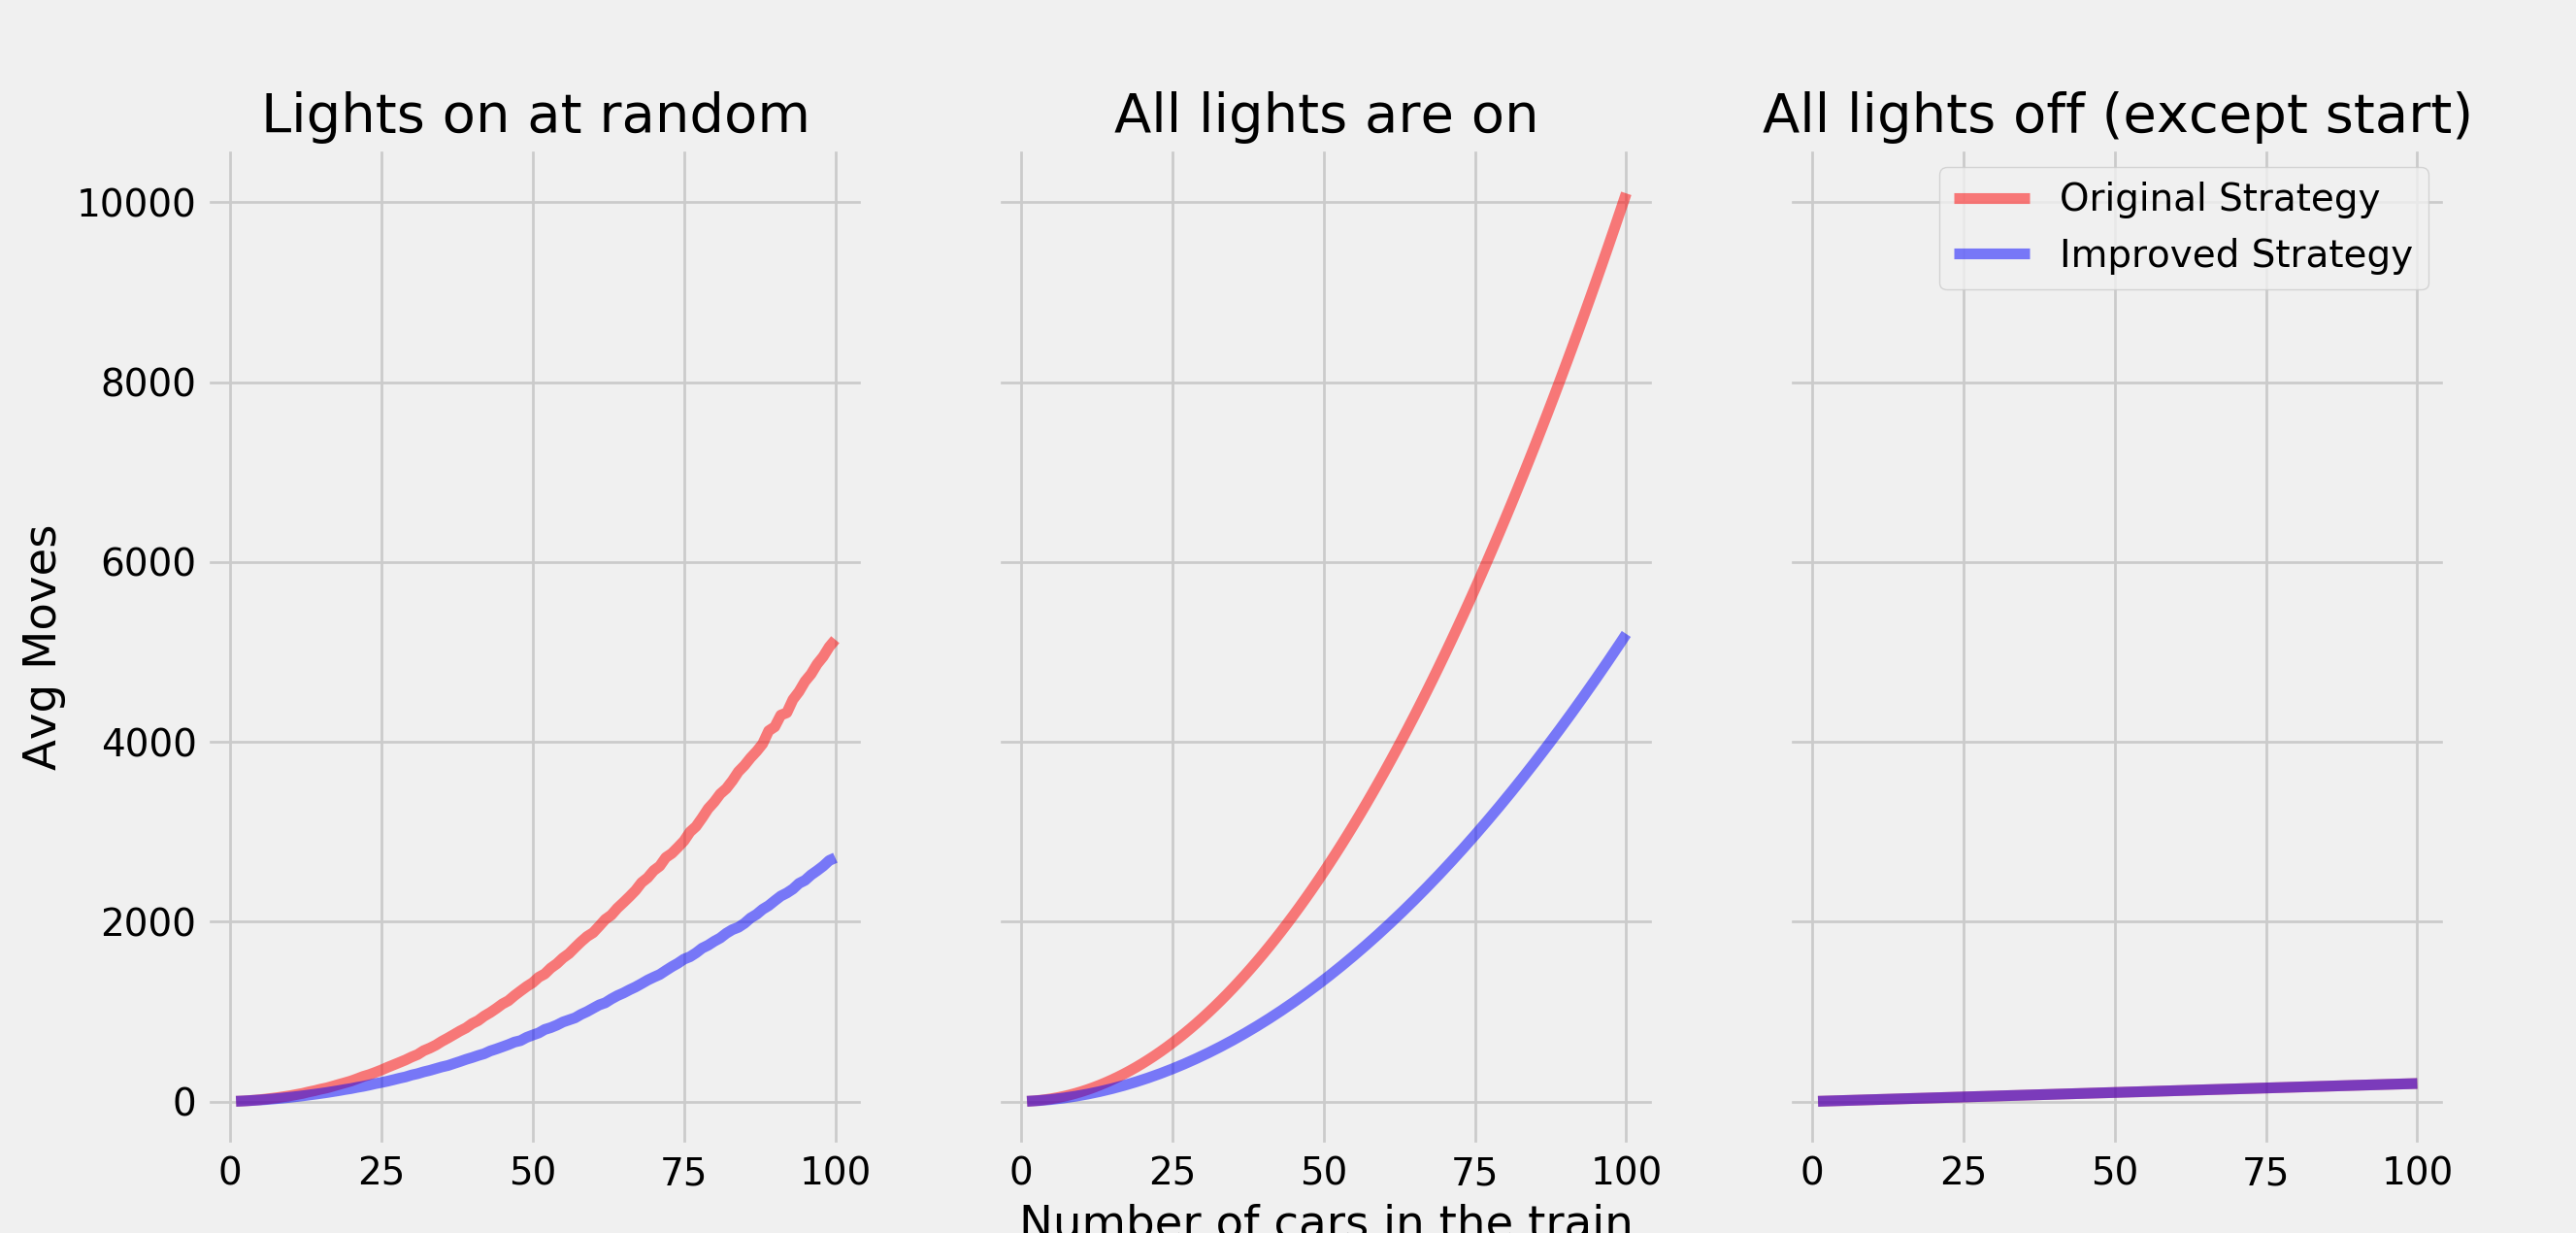 Lights on at random
All lights are on
All lights off (except start)
Original Strategy
Improved Strategy
Avg Moves
10000
8000
6000
4000
2000
0
0 25 50 75 100
0 25 50 75 100
0 25 50 75 100
Number of cars in the train